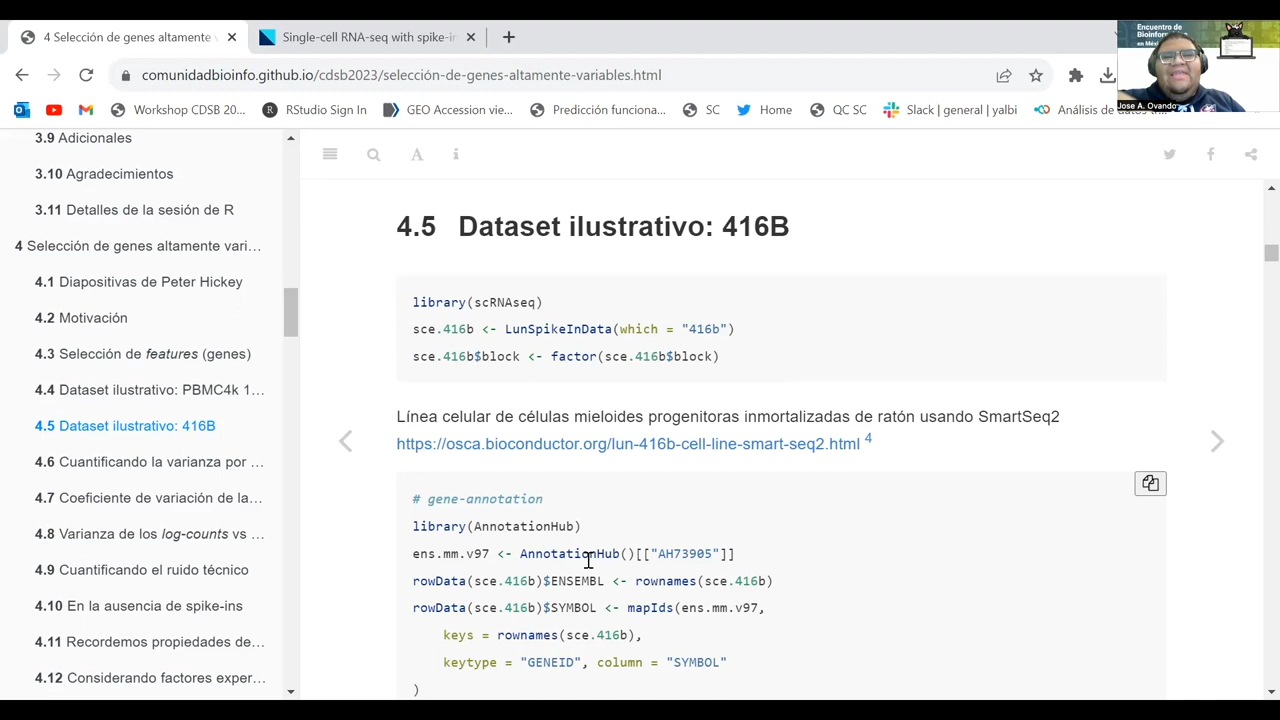 4 Selección de genes altamente v
Single-cell RNA-seq with spike-in
Encuentro de
Bioinform
en Méxi
comunidadbioinfo.github.io/cdsb2023/selección-de-genes-altamente-variables.html
Jose A. Ovando
Workshop CDSB 20...
RStudio Sign In
GEO Accession vie...
Predicción funciona...
SC
Home
QC SC
Slack | general | yalbi
Análisis de datos
3.9 Adicionales
3.10 Agradecimientos
3.11 Detalles de la sesión de R
4 Selección de genes altamente vari...
4.1 Diapositivas de Peter Hickey
4.2 Motivación
4.3 Selección de features (genes)
4.4 Dataset ilustrativo: PBMC4k 1...
4.5 Dataset ilustrativo: 416B
4.6 Cuantificando la varianza por ...
4.7 Coeficiente de variación de la...
4.8 Varianza de los log-counts vs ...
4.9 Cuantificando el ruido técnico
4.10 En la ausencia de spike-ins
4.11 Recordemos propiedades de...
4.12 Considerando factores exper...
4.5 Dataset ilustrativo: 416B
library(scRNAseq)
sce.416b <- LunSpikeInData(which = "416b")
sce.416b$block <- factor(sce.416b$block)
Línea celular de células mieloides progenitoras inmortalizadas de ratón usando SmartSeq2
https://osca.bioconductor.org/lun-416b-cell-line-smart-seq2.html 4
# gene-annotation
library(AnnotationHub)
ens.mm.v97 <- AnnotationHub()[["AH73905"]]
rowData(sce.416b)$ENSEMBL <- rownames(sce.416b)
rowData(sce.416b)$SYMBOL <- mapIds(ens.mm.v97,
keys = rownames(sce.416b),
keytype = "GENEID", column = "SYMBOL"
)